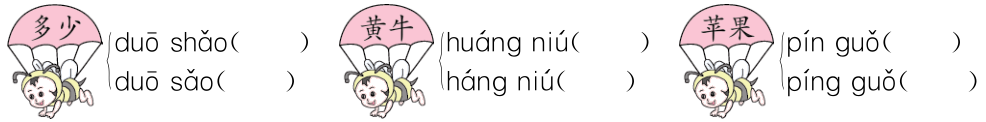 多少 duō shǎo(    )
duō sǎo(    )
黄牛 huáng niú(    )
háng niú(    )
苹果 pín guǒ(    )
píng guǒ(    )